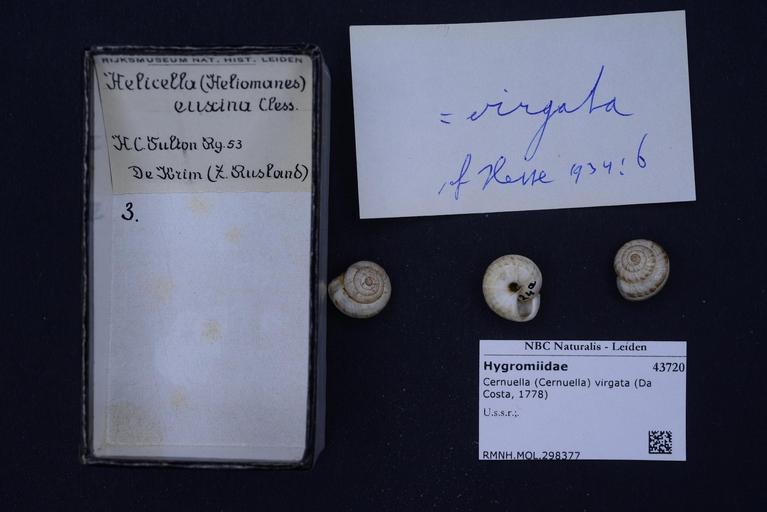 RIJKSMUSEUM NAT. HIST. LEIDEN
Helicella (Heliomanes)
euxina Cless.
H.C. Fulton Rg. 53
De Krim (Z. Rusland)
3.
= virgata
cf Hesse 1934: 6
24a
NBC Naturalis - Leiden
Hygromiidae 43720
Cernuella (Cernuella) virgata (Da
Costa, 1778)
U.s.s.r.;.
RMNH.MOL.298377